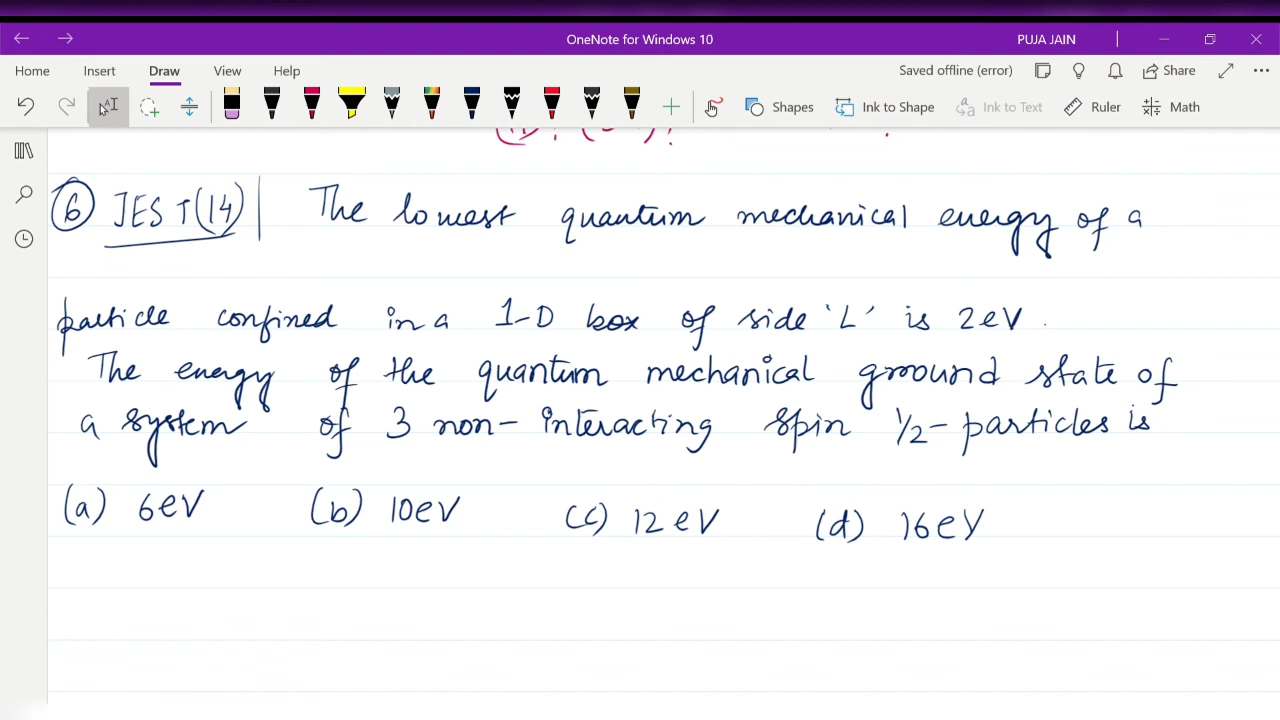 OneNote for Windows 10
PUJA JAIN
Home Insert Draw View Help
Saved offline (error) Share
Shapes Ink to Shape Ink to Text Ruler Math
6 JEST(14) The lowest quantum mechanical energy of a
particle confined in a 1-D box of side 'L' is 2eV.
The energy of the quantum mechanical ground state of
a system of 3 non-interacting spin 1/2-particles is
(a) 6eV (b) 10eV (c) 12eV (d) 16eV